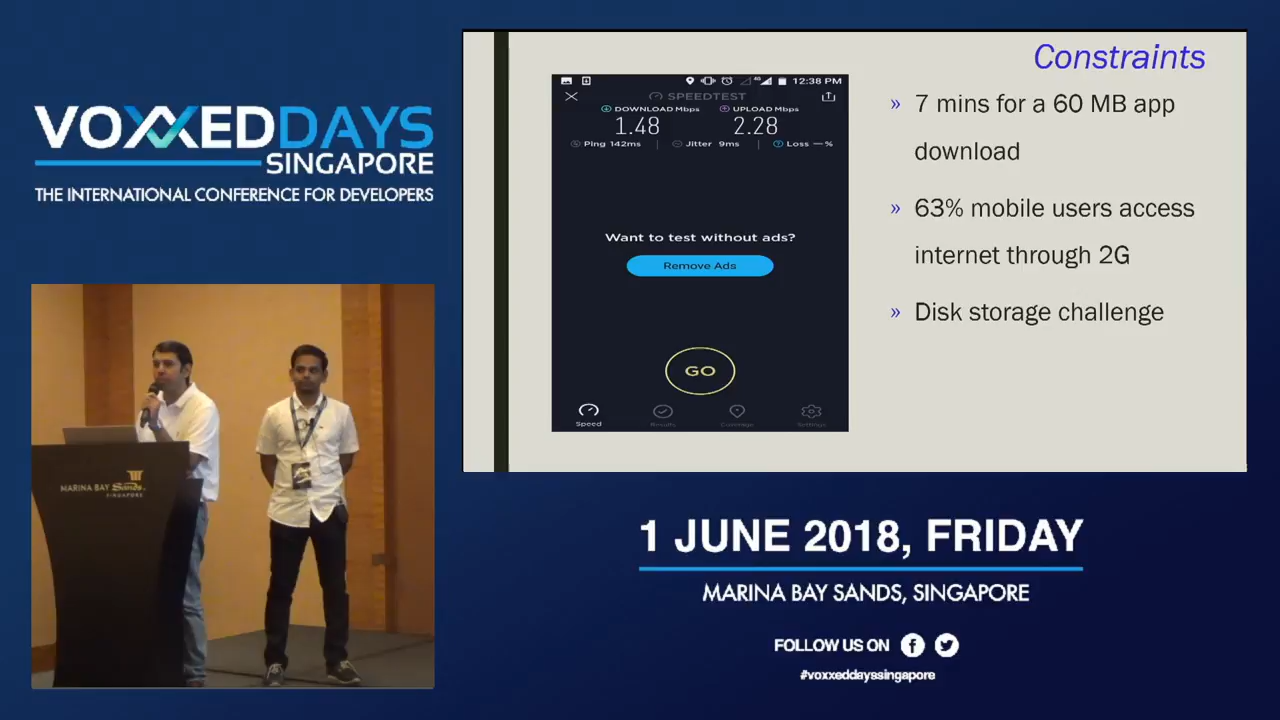 VOXXEDDAYS
SINGAPORE
THE INTERNATIONAL CONFERENCE FOR DEVELOPERS
MARINA BAY Sands
SINGAPORE
Constraints
12:38 PM
SPEEDTEST
DOWNLOAD Mbps
UPLOAD Mbps
1.48
2.28
Ping 142ms
Jitter 9ms
Loss — %
Want to test without ads?
Remove Ads
GO
Speed
Results
Coverage
Settings
» 7 mins for a 60 MB app
download
» 63% mobile users access
internet through 2G
» Disk storage challenge
1 JUNE 2018, FRIDAY
MARINA BAY SANDS, SINGAPORE
FOLLOW US ON
#voxxeddayssingapore